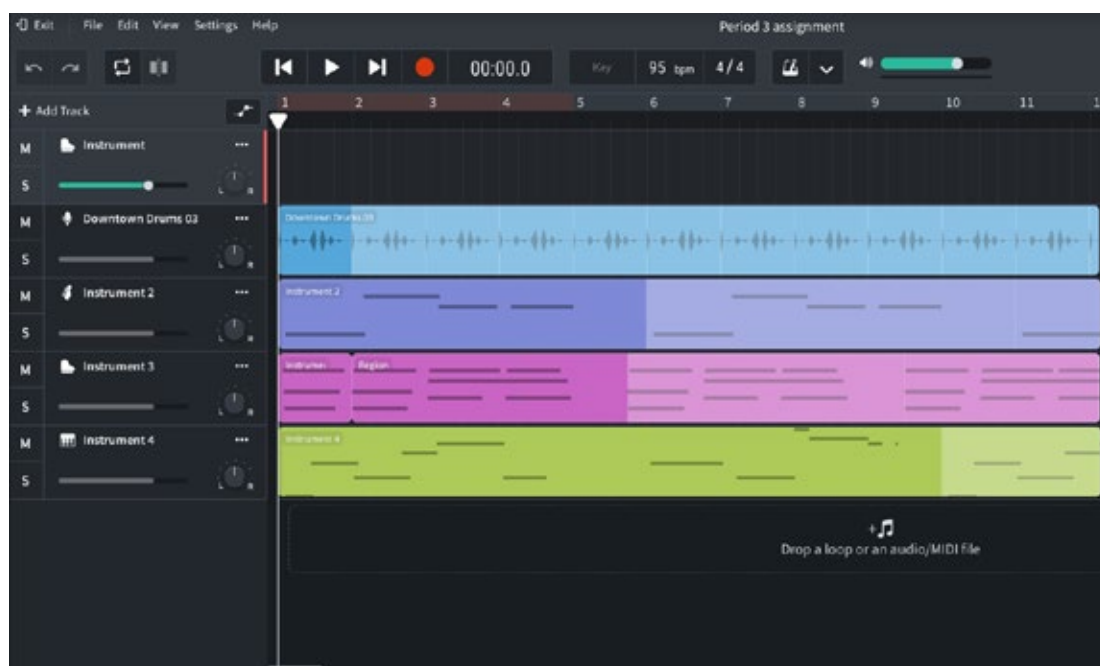 Exit File Edit View Settings Help Period 3 assignment
00:00.0 Key 95 bpm 4/4
+ Add Track 1 2 3 4 5 6 7 8 9 10 11 1
M Instrument
S L R
M Downtown Drums 03 Downtown Drums 03
S L R
M Instrument 2 Instrument 2
S L R
M Instrument 3 Instrumen Region
S L R
M Instrument 4 Instrument 4
S L R
Drop a loop or an audio/MIDI file